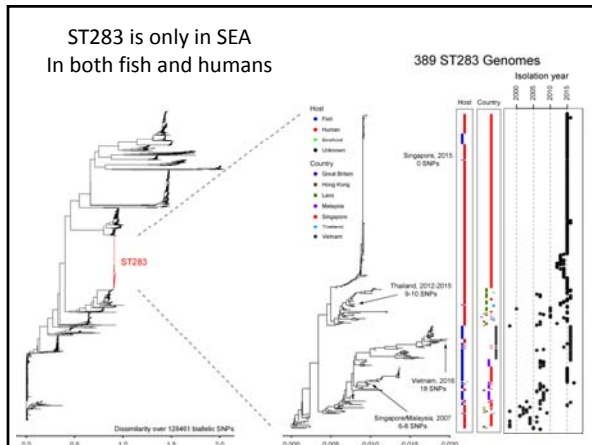 ST283 is only in SEA
In both fish and humans
389 ST283 Genomes
Isolation year
2000
2005
2010
2015
Host
Country
Host
Fish
Human
Seafood
Unknown
Country
Great Britain
Hong Kong
Laos
Malaysia
Singapore
Thailand
Vietnam
Singapore, 2015
0 SNPs
ST283
Thailand, 2012-2015
9-10 SNPs
Vietnam, 2016
18 SNPs
Singapore/Malaysia, 2007
6-8 SNPs
Dissimilarity over 128461 biallelic SNPs
0.0
0.5
1.0
1.5
2.0
0.000
0.005
0.010
0.015
0.020